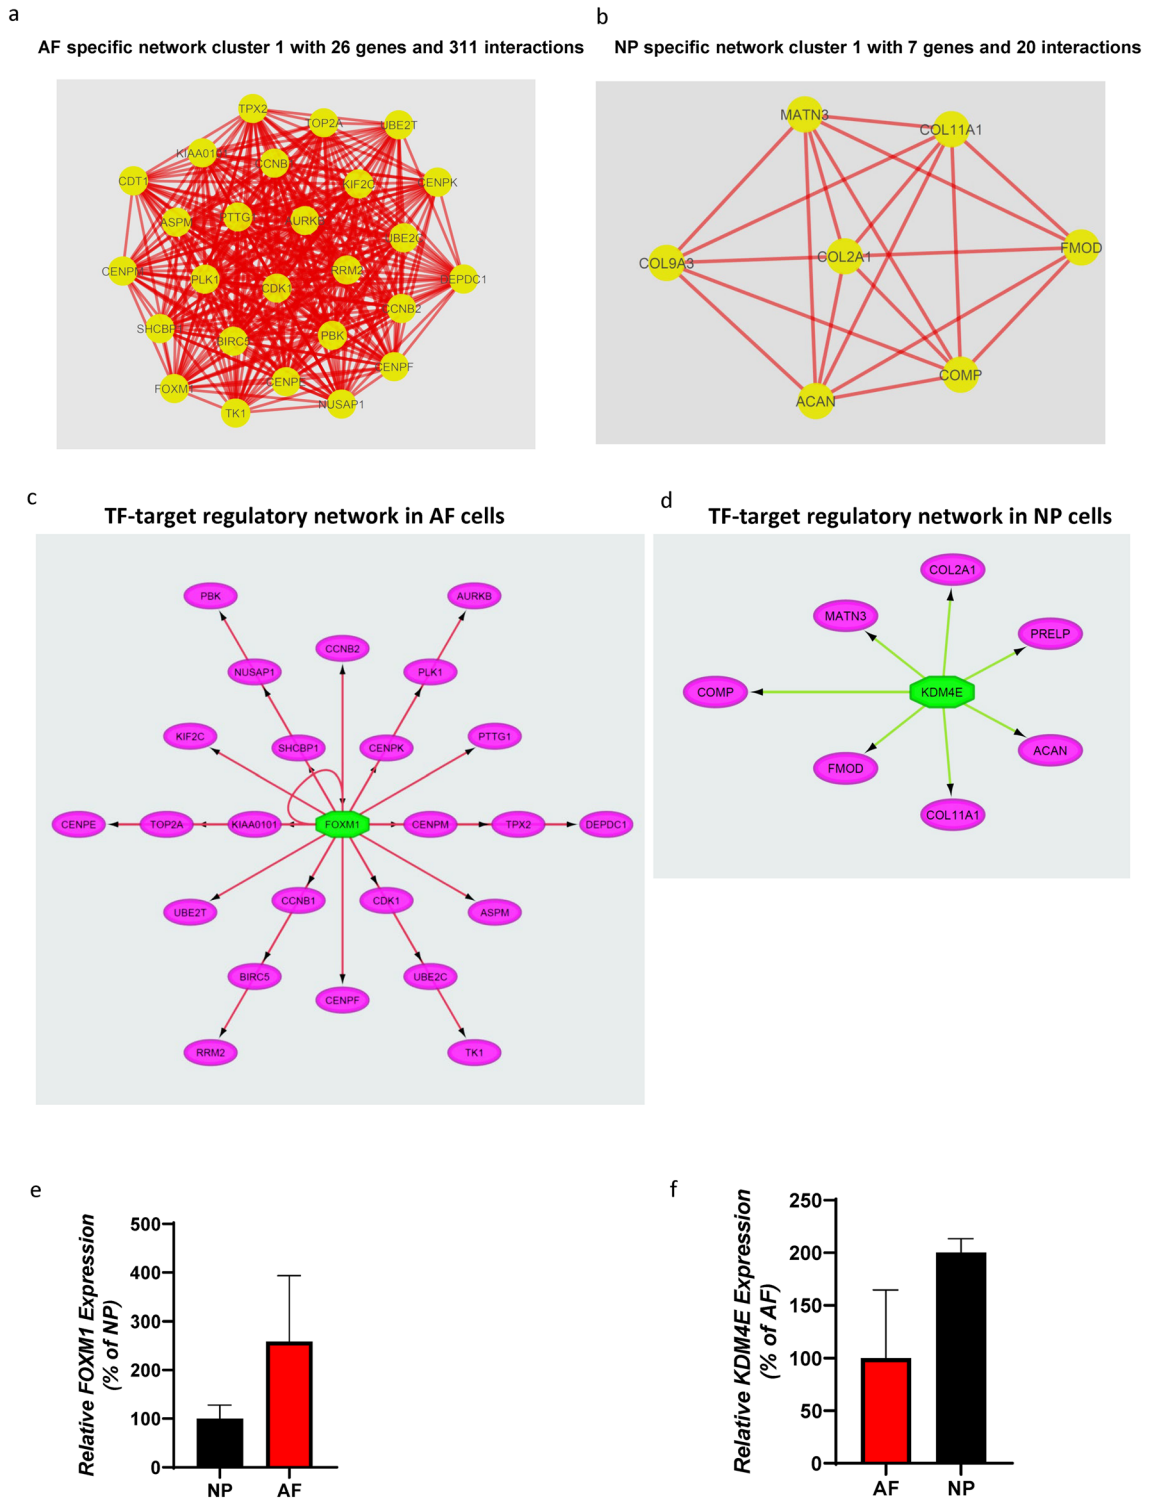 a
AF specific network cluster 1 with 26 genes and 311 interactions
TPX2
TOP2A
UBE2T
KIAA010
CCNB
CDT1
KIF2C
CENPK
ASPM
PTTG
AURKB
UBE2C
CENPM
PLK1
CDK1
RRM2
DEPDC1
CCNB2
SHCBP1
BIRC5
PBK
CENPF
FOXM1
CENPE
TK1
NUSAP1
b
NP specific network cluster 1 with 7 genes and 20 interactions
MATN3
COL11A1
COL9A3
COL2A1
FMOD
COMP
ACAN
c
TF-target regulatory network in AF cells
PBK
AURKB
CCNB2
NUSAP1
PLK1
KIF2C
SHCBP1
CENPK
PTTG1
CENPE
TOP2A
KIAA0101
FOXM1
CENPM
TPX2
DEPDC1
UBE2T
CCNB1
CDK1
ASPM
BIRC5
UBE2C
CENPF
RRM2
TK1
d
TF-target regulatory network in NP cells
COL2A1
MATN3
PRELP
COMP
KDM4E
FMOD
ACAN
COL11A1
e
Relative FOXM1 Expression
(% of NP)
500
400
300
200
100
0
NP
AF
f
Relative KDM4E Expression
(% of AF)
250
200
150
100
50
0
AF
NP